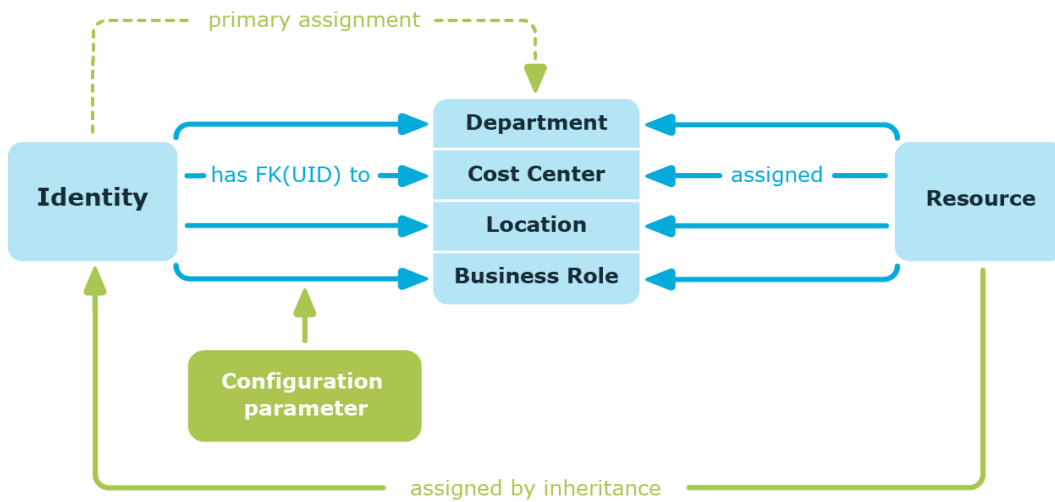 primary assignment
Department
Identity
has FK(UID) to
Cost Center
assigned
Resource
Location
Business Role
Configuration
parameter
assigned by inheritance